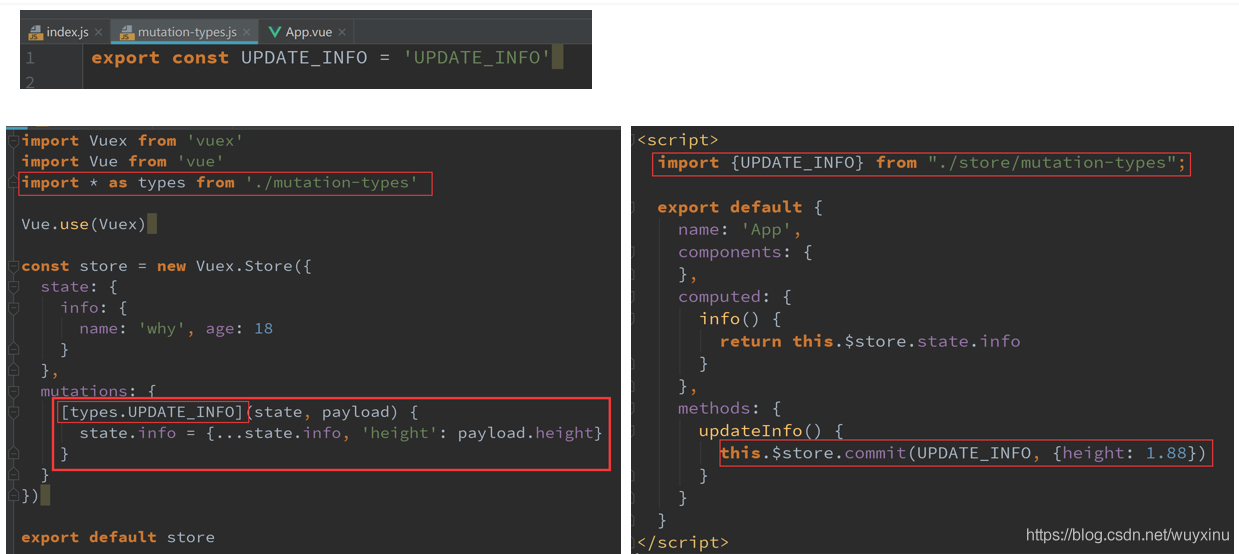 index.js × mutation-types.js × App.vue ×
1 export const UPDATE_INFO = 'UPDATE_INFO'
2
import Vuex from 'vuex'
import Vue from 'vue'
import * as types from './mutation-types'
Vue.use(Vuex)
const store = new Vuex.Store({
state: {
info: {
name: 'why', age: 18
}
},
mutations: {
[types.UPDATE_INFO](state, payload) {
state.info = {...state.info, 'height': payload.height}
}
}
})
export default store
<script>
import {UPDATE_INFO} from "./store/mutation-types";
export default {
name: 'App',
components: {
},
computed: {
info() {
return this.$store.state.info
}
},
methods: {
updateInfo() {
this.$store.commit(UPDATE_INFO, {height: 1.88})
}
}
}
</script>
https://blog.csdn.net/wuyxinu